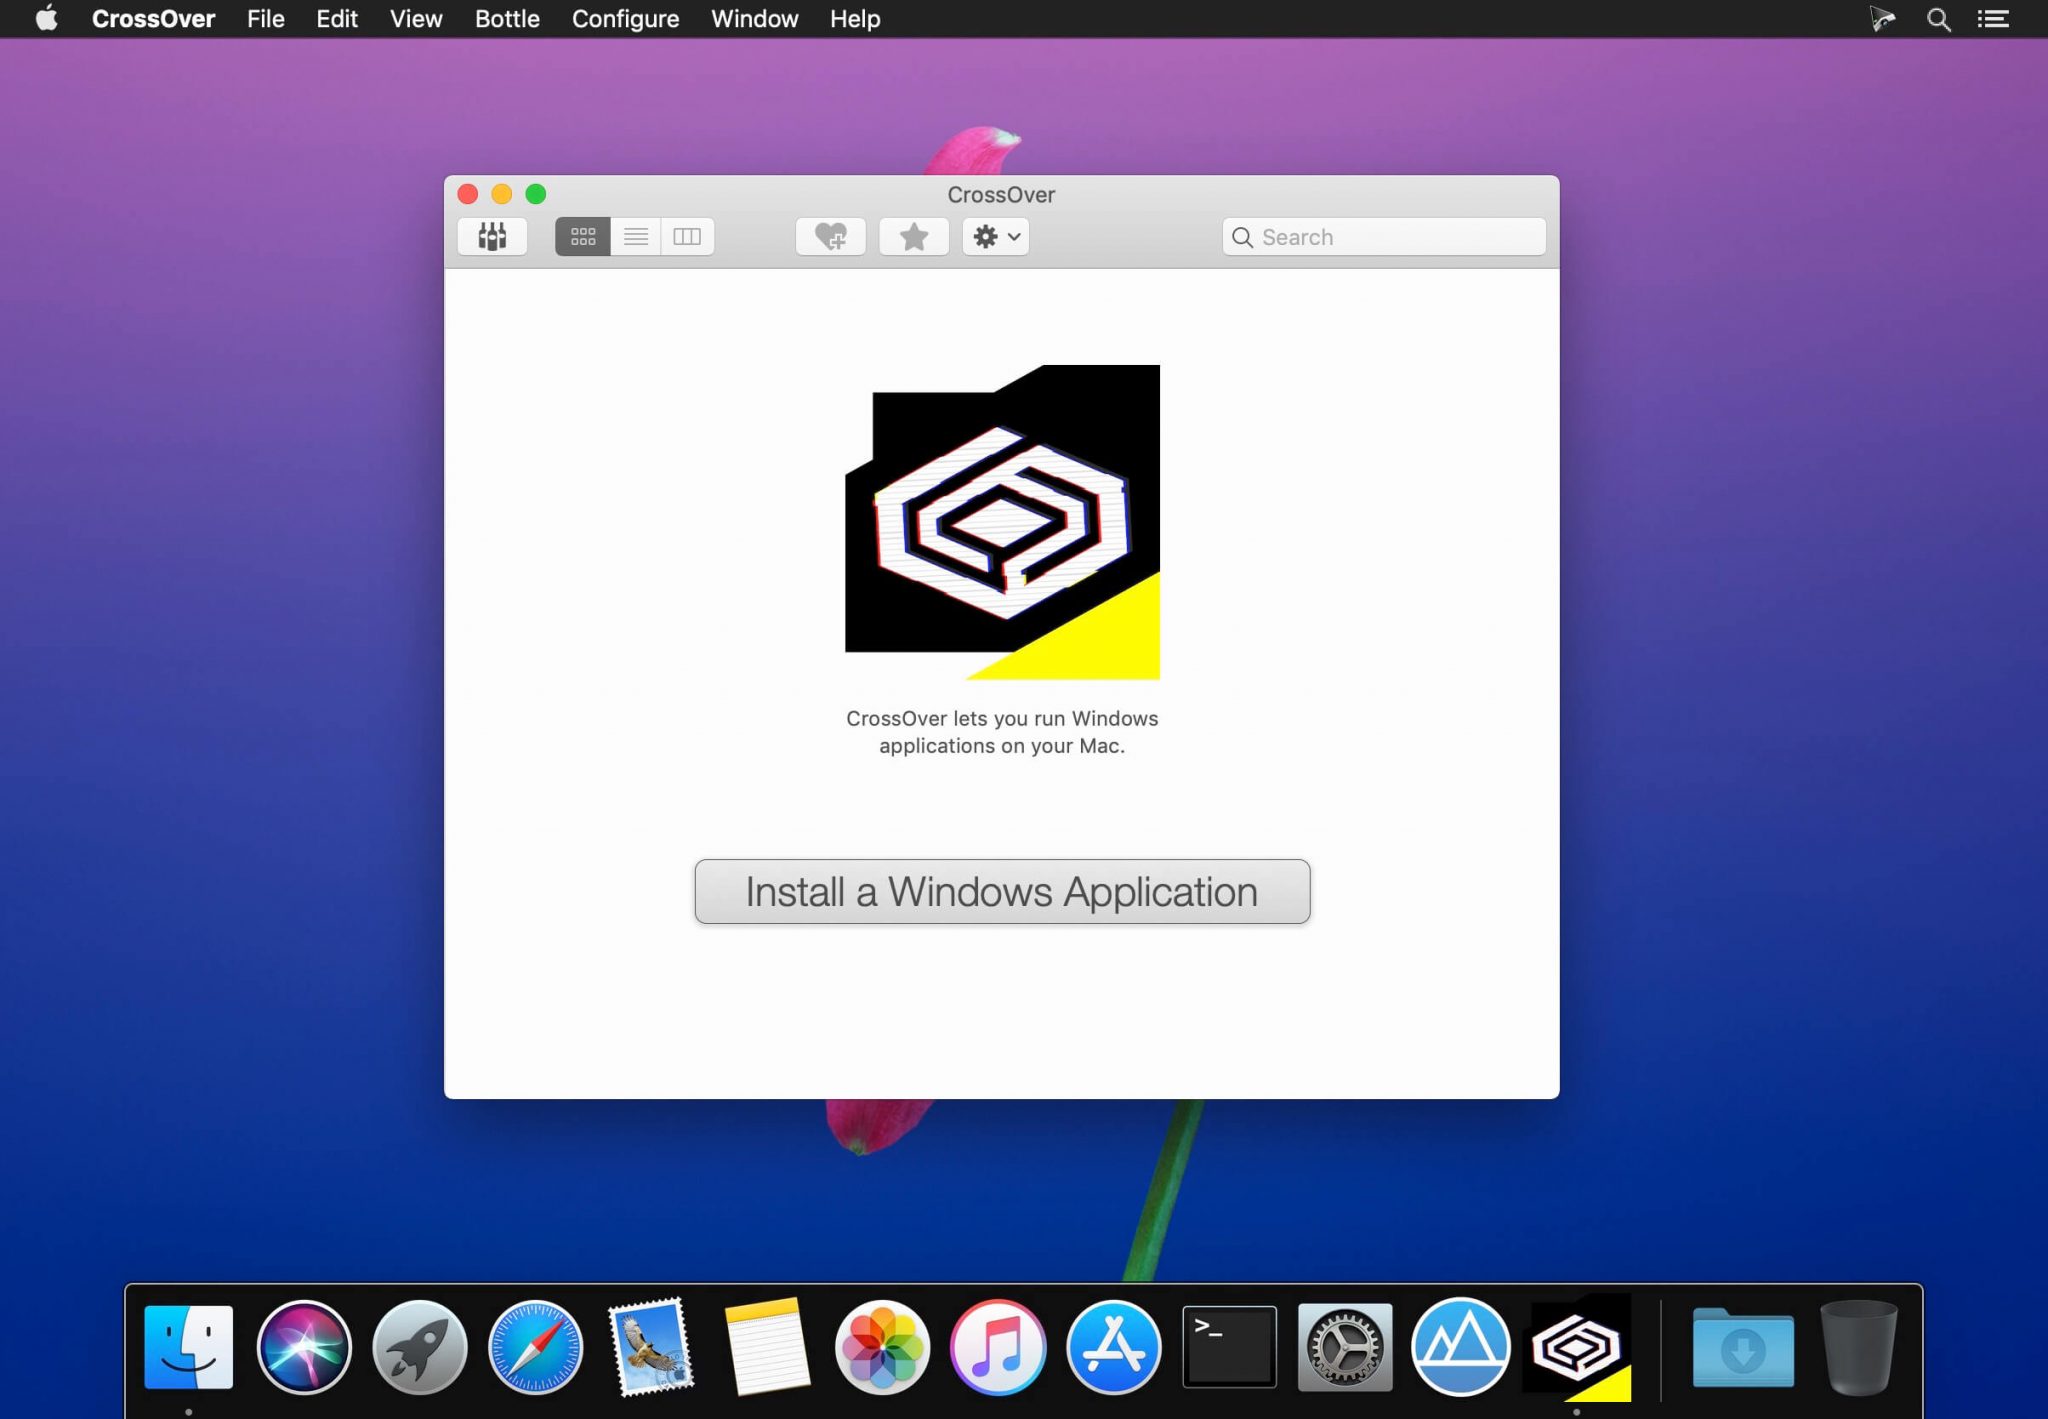 CrossOver File Edit View Bottle Configure Window Help
CrossOver
Search
CrossOver lets you run Windows
applications on your Mac.
Install a Windows Application
>_